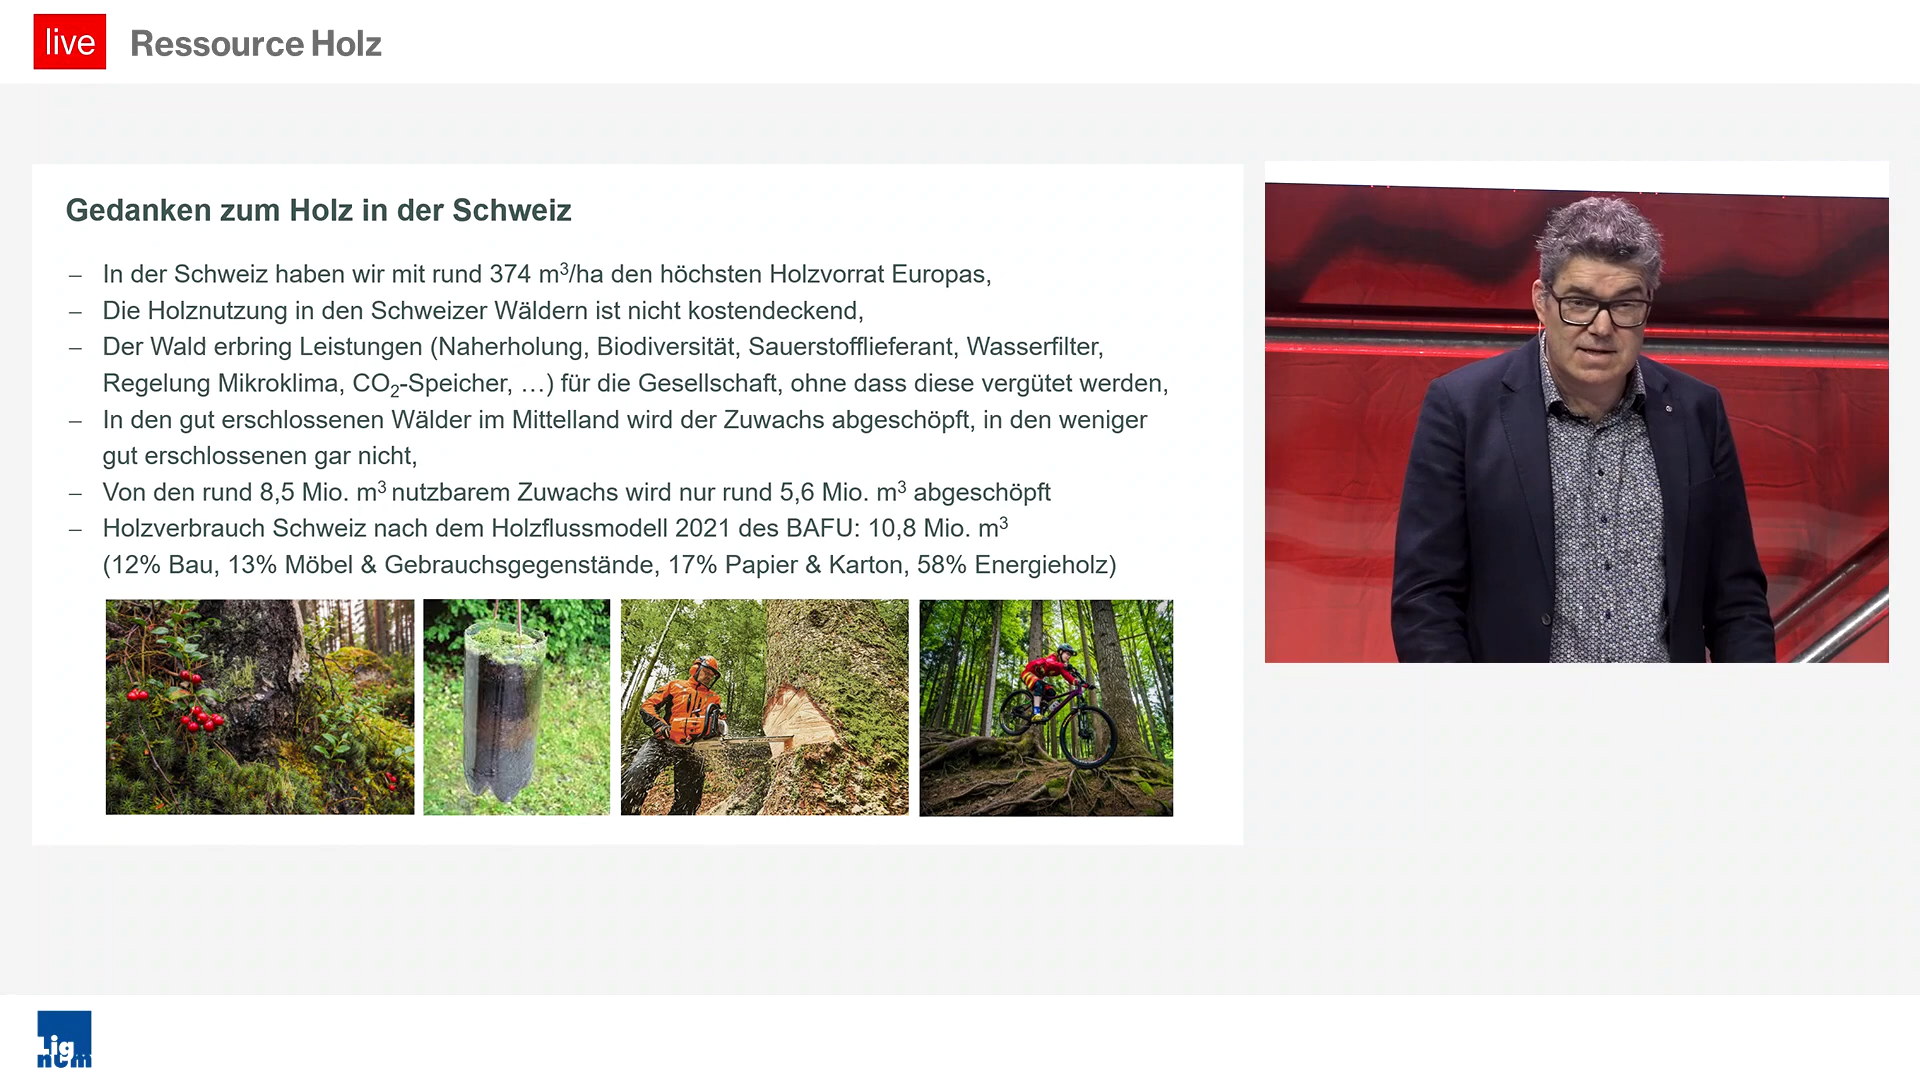 live Ressource Holz
Gedanken zum Holz in der Schweiz
– In der Schweiz haben wir mit rund 374 m³/ha den höchsten Holzvorrat Europas,
– Die Holznutzung in den Schweizer Wäldern ist nicht kostendeckend,
– Der Wald erbring Leistungen (Naherholung, Biodiversität, Sauerstofflieferant, Wasserfilter,
Regelung Mikroklima, CO₂-Speicher, …) für die Gesellschaft, ohne dass diese vergütet werden,
– In den gut erschlossenen Wälder im Mittelland wird der Zuwachs abgeschöpft, in den weniger
gut erschlossenen gar nicht,
– Von den rund 8,5 Mio. m³ nutzbarem Zuwachs wird nur rund 5,6 Mio. m³ abgeschöpft
– Holzverbrauch Schweiz nach dem Holzflussmodell 2021 des BAFU: 10,8 Mio. m³
(12% Bau, 13% Möbel & Gebrauchsgegenstände, 17% Papier & Karton, 58% Energieholz)
Lig
num